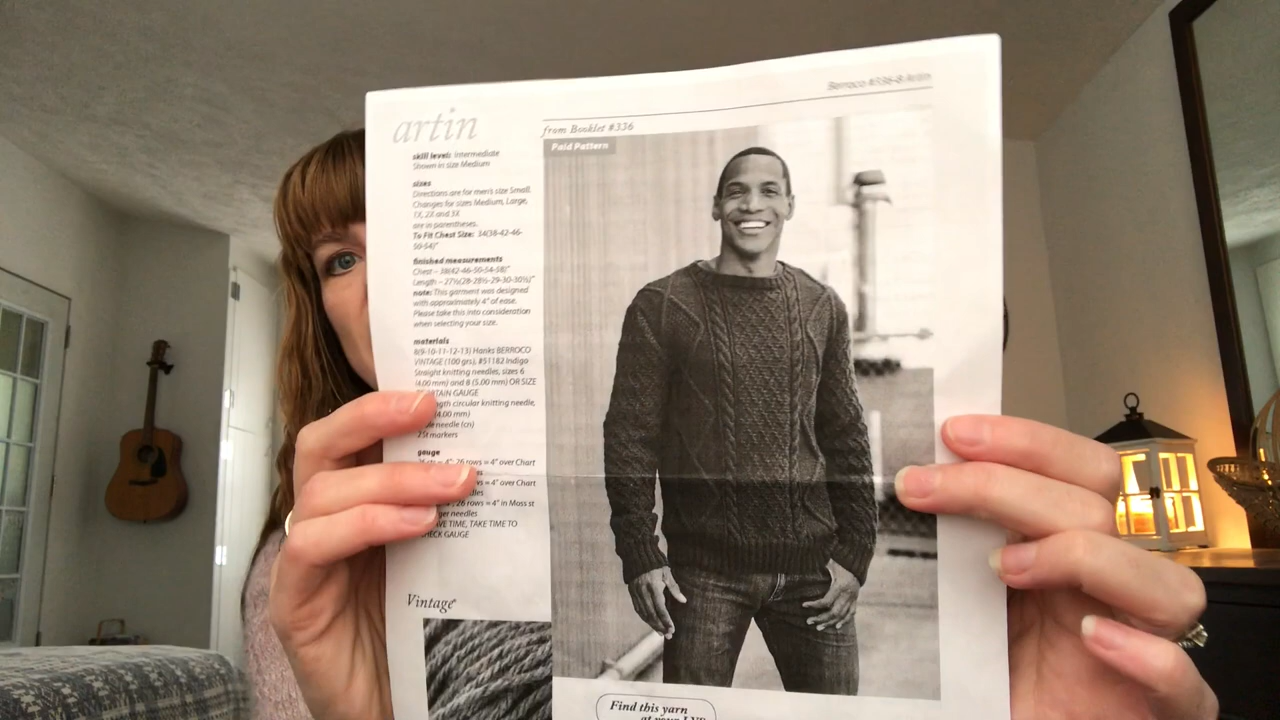 Berroco #336-8 Artin
artin
from Booklet #336
Paid Pattern
skill level: Intermediate
Shown in size Medium
sizes
Directions are for men's size Small.
Changes for sizes Medium, Large,
1X, 2X and 3X
are in parentheses.
To Fit Chest Size: 34(38-42-46-
50-54)"
finished measurements
Chest – 38(42-46-50-54-58)"
Length – 27½(28-28½-29-30-30½)"
note: This garment was designed
with approximately 4" of ease.
Please take this into consideration
when selecting your size.
materials
8(9-10-11-12-13) Hanks BERROCO
VINTAGE (100 grs), #51182 Indigo
Straight knitting needles, sizes 6
(4.00 mm) and 8 (5.00 mm) OR SIZE
GAUGE
circular knitting needle,
(4.00 mm)
needle (cn)
2 St markers
gauge
= 4"; 26 rows = 4" over Chart
= 4" over Chart
26 rows = 4" in Moss st
needles
TIME, TAKE TIME TO
CHECK GAUGE
Vintage®
Find this yarn
at your LYS